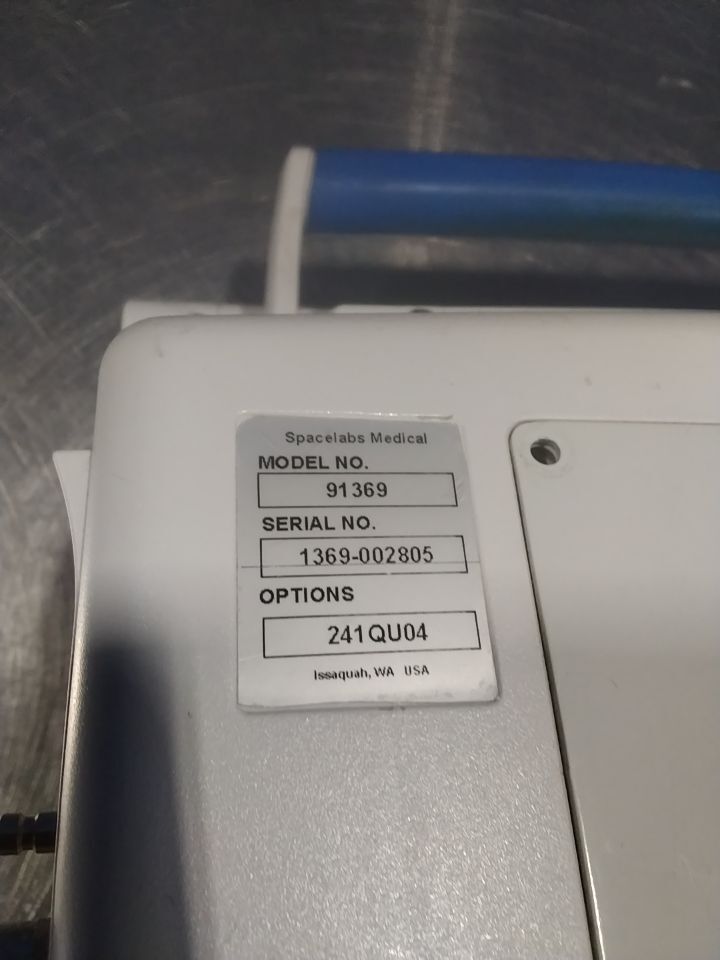 Spacelabs Medical
MODEL NO.
91369
SERIAL NO.
1369-002805
OPTIONS
241QU04
Issaquah, WA USA